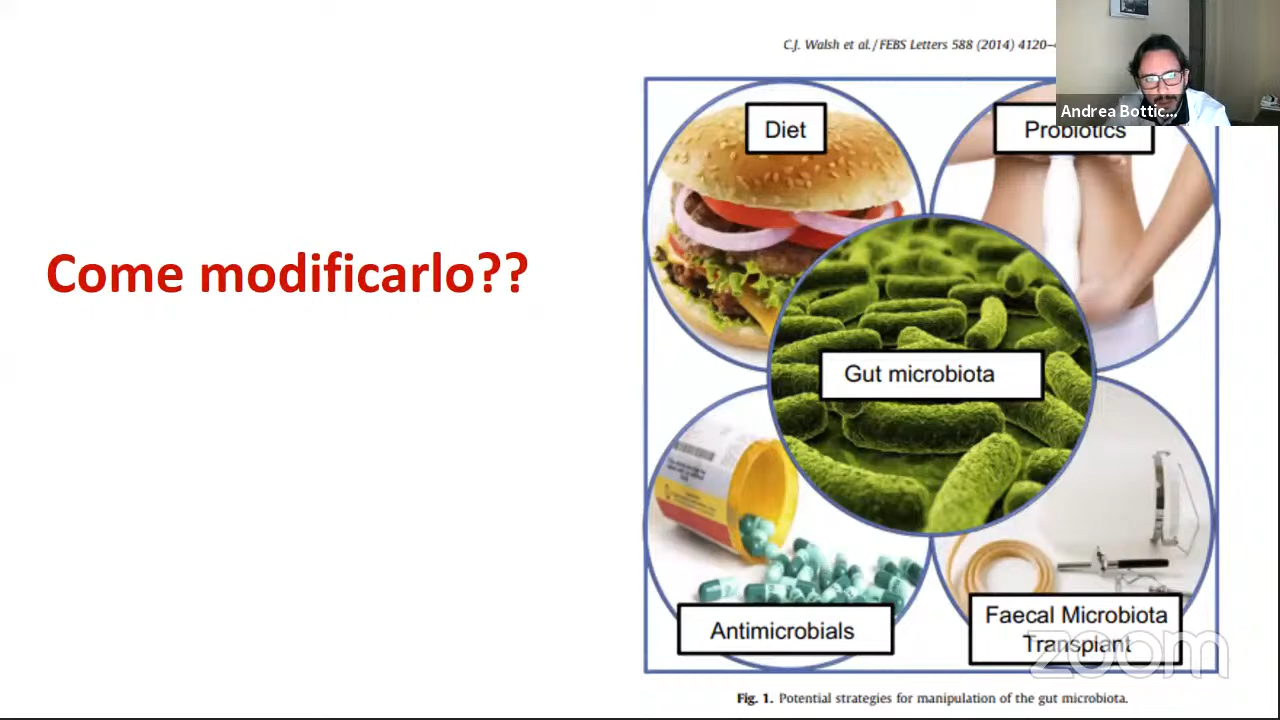 C.J. Walsh et al. / FEBS Letters 588 (2014) 4120–
Andrea Bottic...
Diet
Probiotics
Come modificarlo??
Gut microbiota
Antimicrobials
Faecal Microbiota
Transplant
zoom
Fig. 1. Potential strategies for manipulation of the gut microbiota.